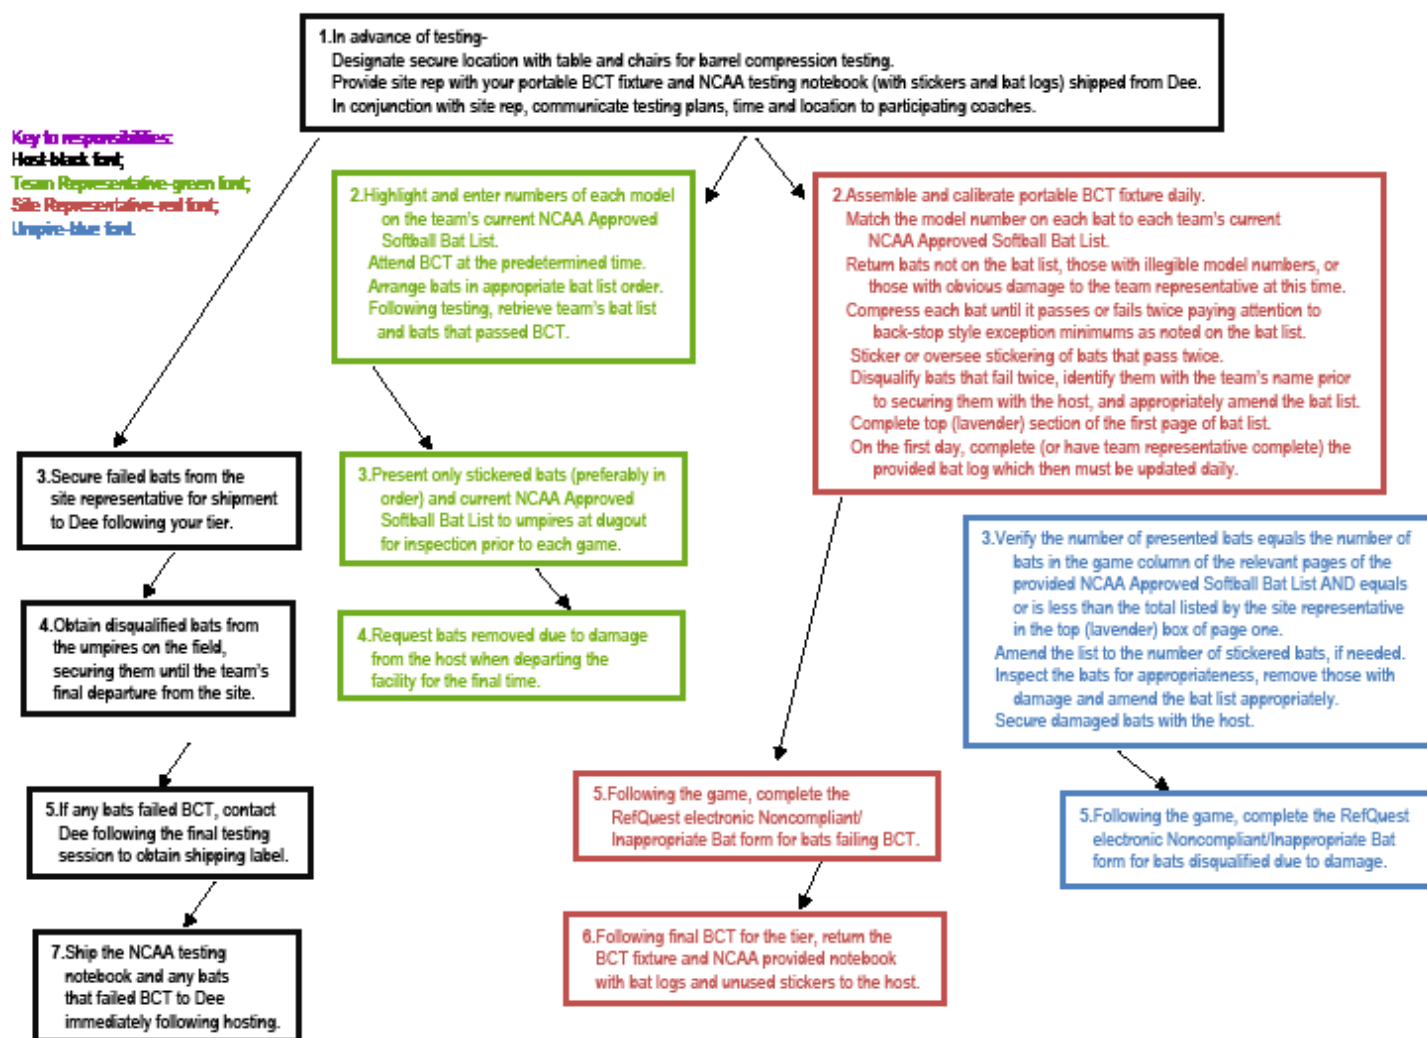 1.In advance of testing-
Designate secure location with table and chairs for barrel compression testing.
Provide site rep with your portable BCT fixture and NCAA testing notebook (with stickers and bat logs) shipped from Dee.
In conjunction with site rep, communicate testing plans, time and location to participating coaches.
Key to responsibilities:
Host-black font;
Team Representative-green font;
Site Representative-red font;
Umpire-blue font.
2.Highlight and enter numbers of each model
on the team's current NCAA Approved
Softball Bat List.
Attend BCT at the predetermined time.
Arrange bats in appropriate bat list order.
Following testing, retrieve team's bat list
and bats that passed BCT.
2.Assemble and calibrate portable BCT fixture daily.
Match the model number on each bat to each team's current
NCAA Approved Softball Bat List.
Return bats not on the bat list, those with illegible model numbers, or
those with obvious damage to the team representative at this time.
Compress each bat until it passes or fails twice paying attention to
back-stop style exception minimums as noted on the bat list.
Sticker or oversee stickering of bats that pass twice.
Disqualify bats that fail twice, identify them with the team's name prior
to securing them with the host, and appropriately amend the bat list.
Complete top (lavender) section of the first page of bat list.
On the first day, complete (or have team representative complete) the
provided bat log which then must be updated daily.
3.Secure failed bats from the
site representative for shipment
to Dee following your tier.
3.Present only stickered bats (preferably in
order) and current NCAA Approved
Softball Bat List to umpires at dugout
for inspection prior to each game.
3.Verify the number of presented bats equals the number of
bats in the game column of the relevant pages of the
provided NCAA Approved Softball Bat List AND equals
or is less than the total listed by the site representative
in the top (lavender) box of page one.
Amend the list to the number of stickered bats, if needed.
Inspect the bats for appropriateness, remove those with
damage and amend the bat list appropriately.
Secure damaged bats with the host.
4.Obtain disqualified bats from
the umpires on the field,
securing them until the team's
final departure from the site.
4.Request bats removed due to damage
from the host when departing the
facility for the final time.
5.If any bats failed BCT, contact
Dee following the final testing
session to obtain shipping label.
5.Following the game, complete the
RefQuest electronic Noncompliant/
Inappropriate Bat form for bats failing BCT.
5.Following the game, complete the RefQuest
electronic Noncompliant/Inappropriate Bat
form for bats disqualified due to damage.
7.Ship the NCAA testing
notebook and any bats
that failed BCT to Dee
immediately following hosting.
6.Following final BCT for the tier, return the
BCT fixture and NCAA provided notebook
with bat logs and unused stickers to the host.